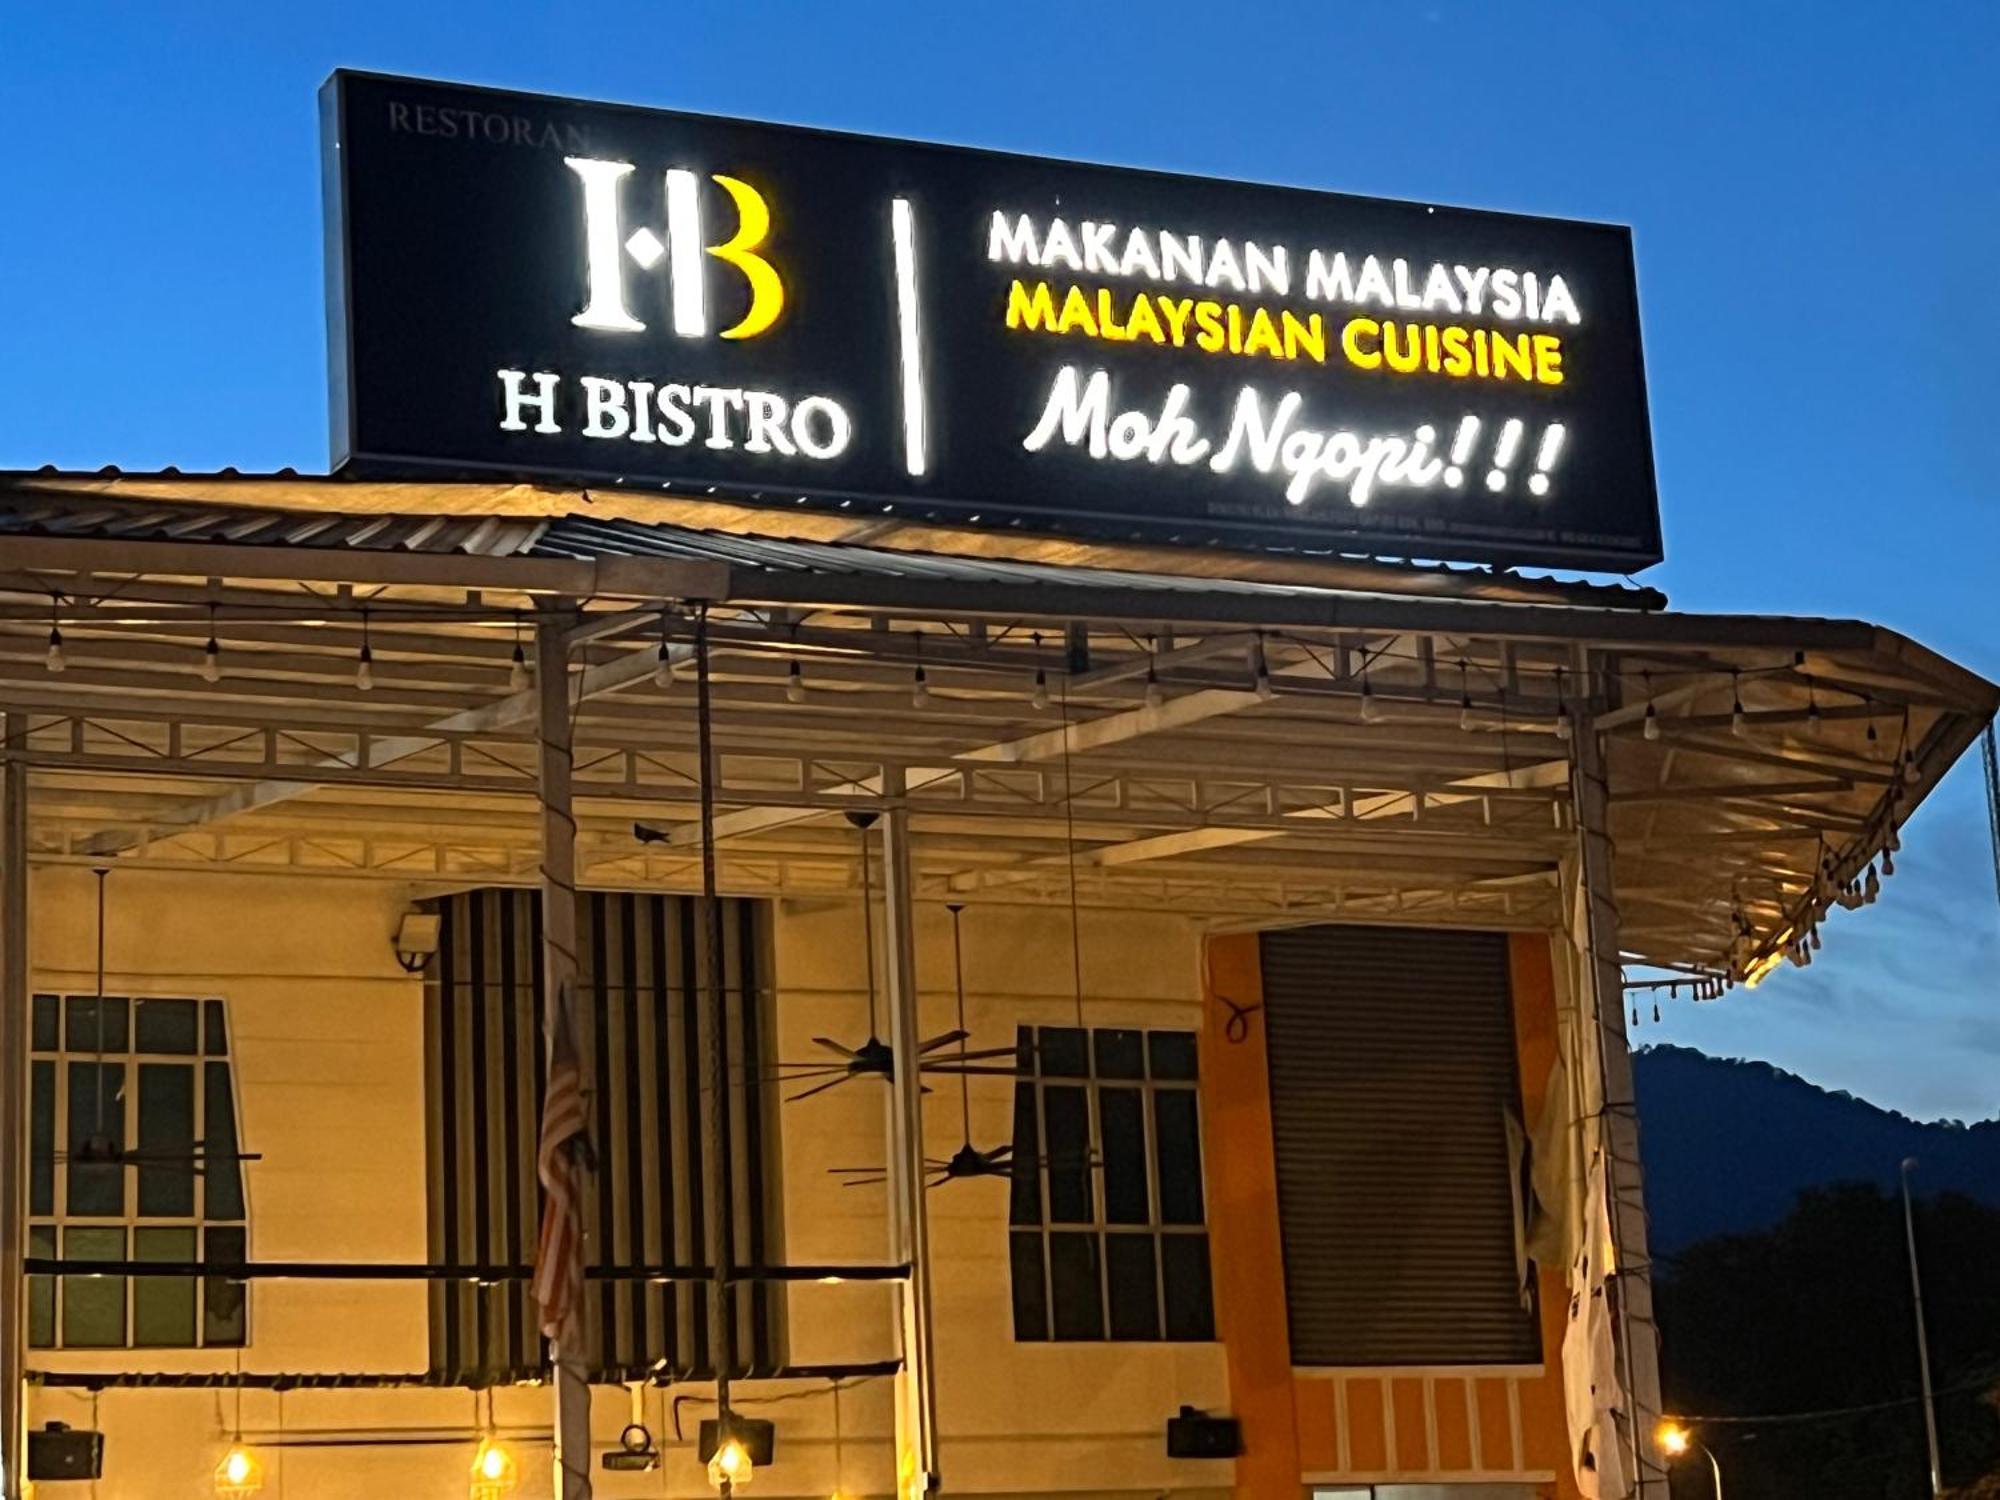 RESTORAN
HB
H BISTRO
MAKANAN MALAYSIA
MALAYSIAN CUISINE
Moh Ngopi!!!